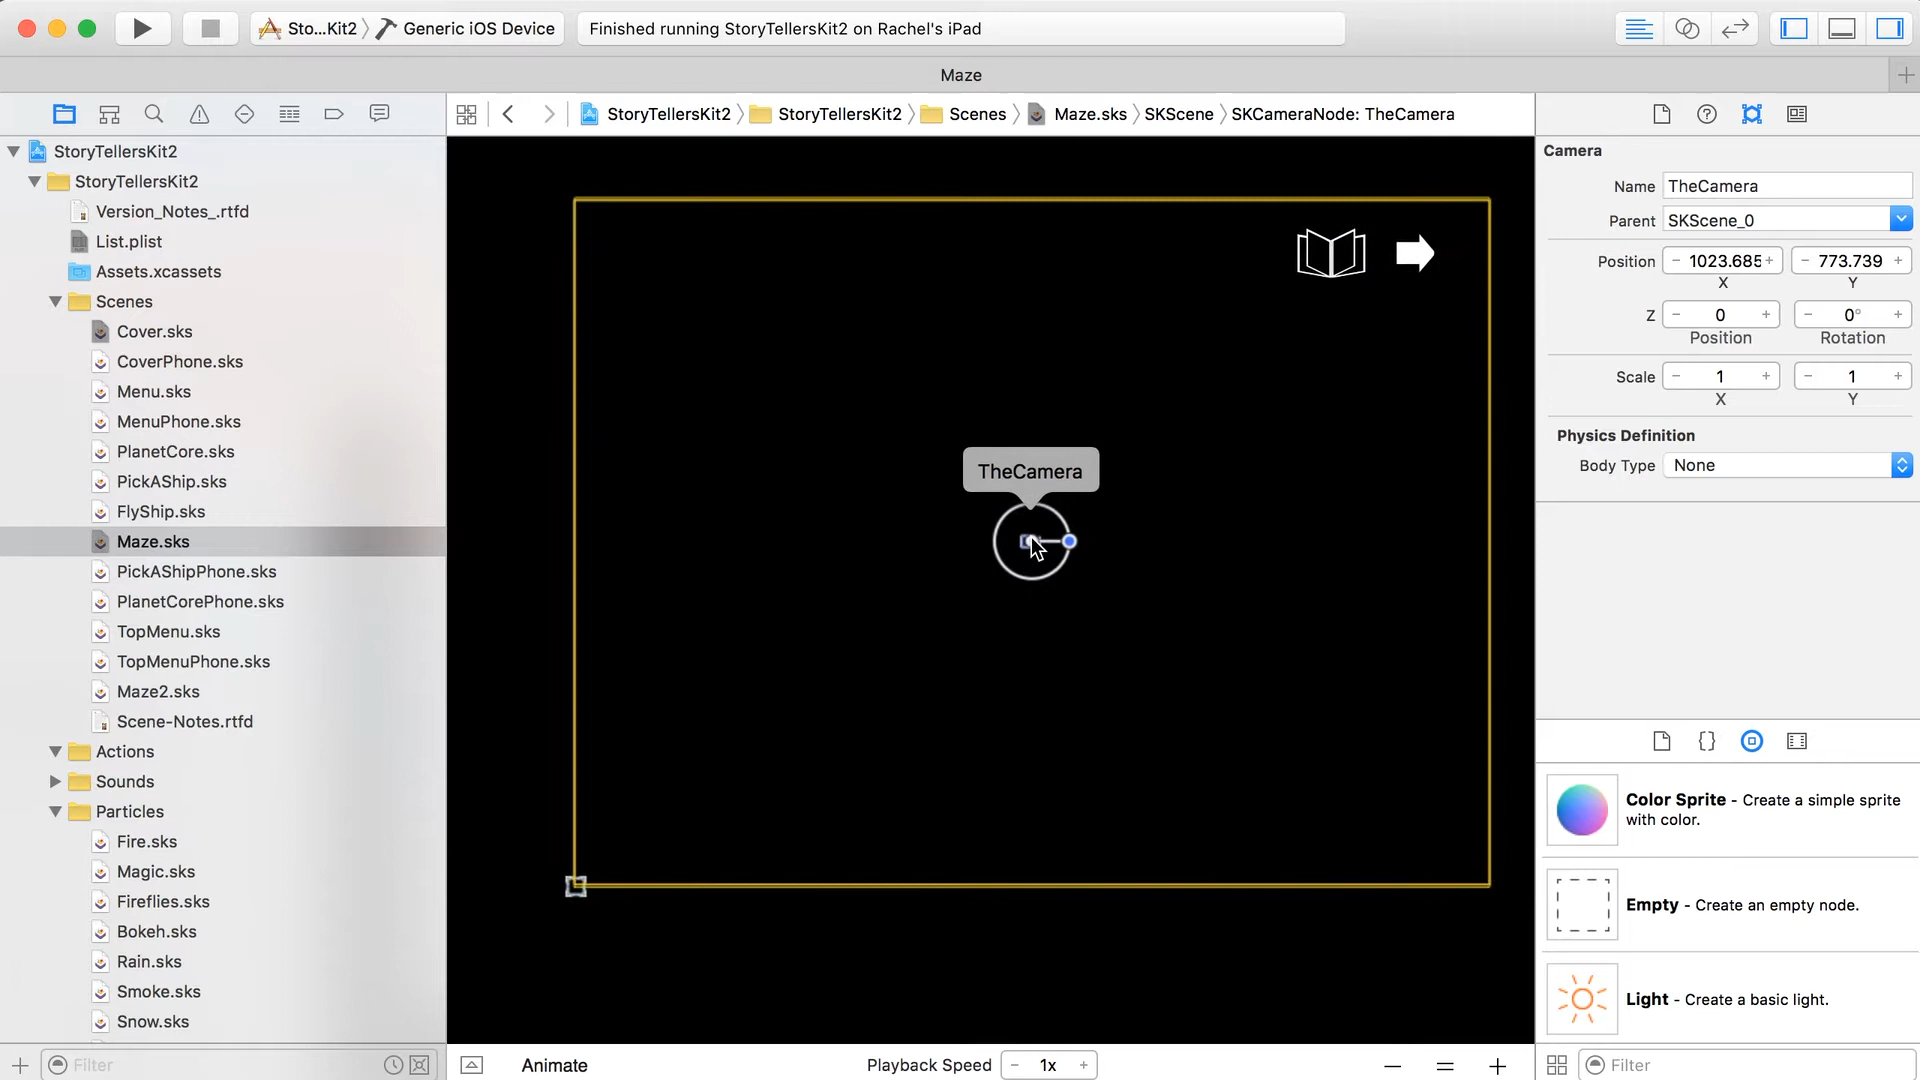 Sto...Kit2
Generic iOS Device
Finished running StoryTellersKit2 on Rachel's iPad
Maze
StoryTellersKit2
StoryTellersKit2
Scenes
Maze.sks
SKScene
SKCameraNode: TheCamera
StoryTellersKit2
StoryTellersKit2
Version_Notes_.rtfd
List.plist
Assets.xcassets
Scenes
Cover.sks
CoverPhone.sks
Menu.sks
MenuPhone.sks
PlanetCore.sks
PickAShip.sks
FlyShip.sks
Maze.sks
PickAShipPhone.sks
PlanetCorePhone.sks
TopMenu.sks
TopMenuPhone.sks
Maze2.sks
Scene-Notes.rtfd
Actions
Sounds
Particles
Fire.sks
Magic.sks
Fireflies.sks
Bokeh.sks
Rain.sks
Smoke.sks
Snow.sks
Filter
TheCamera
Animate
Playback Speed
− 1x +
Camera
Name TheCamera
Parent SKScene_0
Position − 1023.685 + − 773.739 +
X Y
Z − 0 + − 0° +
Position Rotation
Scale − 1 + − 1 +
X Y
Physics Definition
Body Type None
Color Sprite - Create a simple sprite
with color.
Empty - Create an empty node.
Light - Create a basic light.
Filter